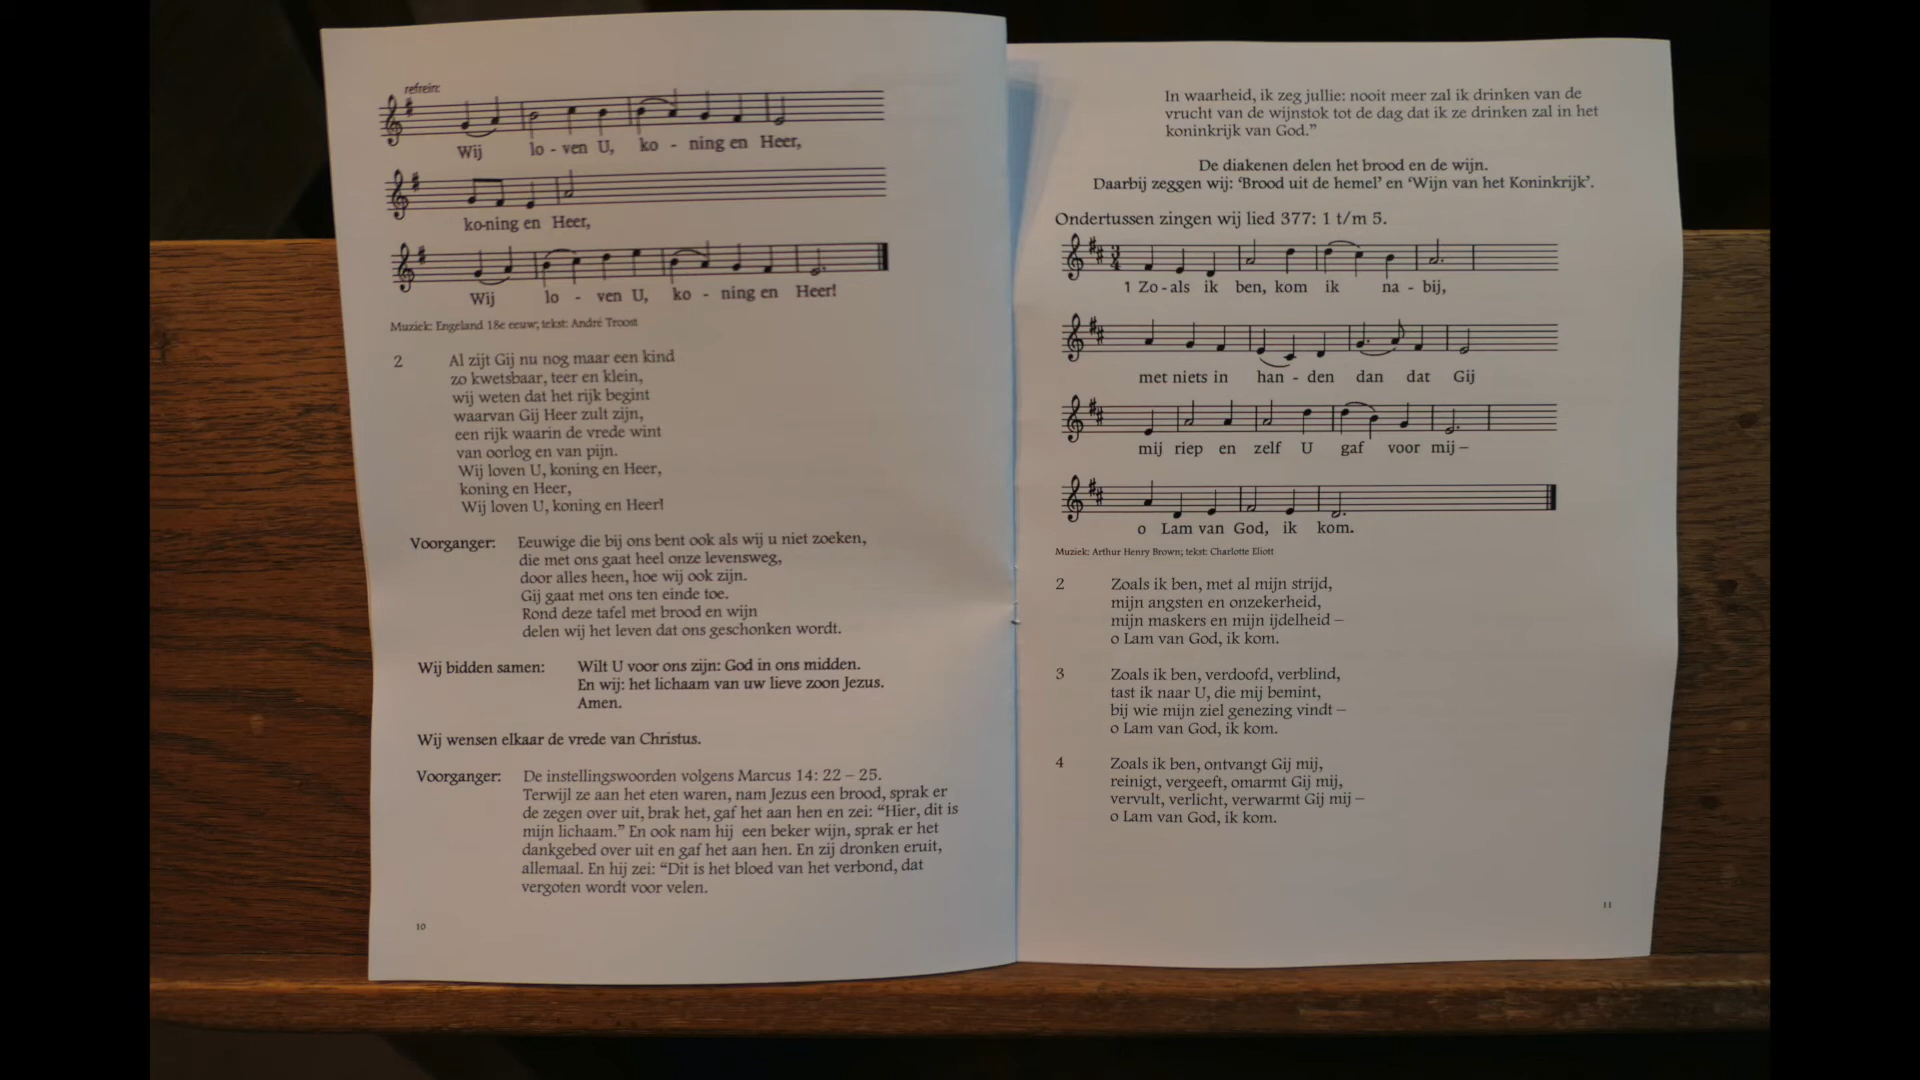 refrein:
Wij lo - ven U, ko - ning en Heer,
ko-ning en Heer,
Wij lo - ven U, ko - ning en Heer!
Muziek: Engeland 18e eeuw; tekst: André Troost
2 Al zijt Gij nu nog maar een kind
zo kwetsbaar, teer en klein,
wij weten dat het rijk begint
waarvan Gij Heer zult zijn,
een rijk waarin de vrede wint
van oorlog en van pijn.
Wij loven U, koning en Heer,
koning en Heer,
Wij loven U, koning en Heer!
Voorganger: Eeuwige die bij ons bent ook als wij u niet zoeken,
die met ons gaat heel onze levensweg,
door alles heen, hoe wij ook zijn.
Gij gaat met ons ten einde toe.
Rond deze tafel met brood en wijn
delen wij het leven dat ons geschonken wordt.
Wij bidden samen: Wilt U voor ons zijn: God in ons midden.
En wij: het lichaam van uw lieve zoon Jezus.
Amen.
Wij wensen elkaar de vrede van Christus.
Voorganger: De instellingswoorden volgens Marcus 14: 22 – 25.
Terwijl ze aan het eten waren, nam Jezus een brood, sprak er
de zegen over uit, brak het, gaf het aan hen en zei: “Hier, dit is
mijn lichaam.” En ook nam hij een beker wijn, sprak er het
dankgebed over uit en gaf het aan hen. En zij dronken eruit,
allemaal. En hij zei: “Dit is het bloed van het verbond, dat
vergoten wordt voor velen.
10
In waarheid, ik zeg jullie: nooit meer zal ik drinken van de
vrucht van de wijnstok tot de dag dat ik ze drinken zal in het
koninkrijk van God.”
De diakenen delen het brood en de wijn.
Daarbij zeggen wij: ‘Brood uit de hemel’ en ‘Wijn van het Koninkrijk’.
Ondertussen zingen wij lied 377: 1 t/m 5.
1 Zo - als ik ben, kom ik na - bij,
met niets in han - den dan dat Gij
mij riep en zelf U gaf voor mij –
o Lam van God, ik kom.
Muziek: Arthur Henry Brown; tekst: Charlotte Eliott
2 Zoals ik ben, met al mijn strijd,
mijn angsten en onzekerheid,
mijn maskers en mijn ijdelheid –
o Lam van God, ik kom.
3 Zoals ik ben, verdoofd, verblind,
tast ik naar U, die mij bemint,
bij wie mijn ziel genezing vindt –
o Lam van God, ik kom.
4 Zoals ik ben, ontvangt Gij mij,
reinigt, vergeeft, omarmt Gij mij,
vervult, verlicht, verwarmt Gij mij –
o Lam van God, ik kom.
11